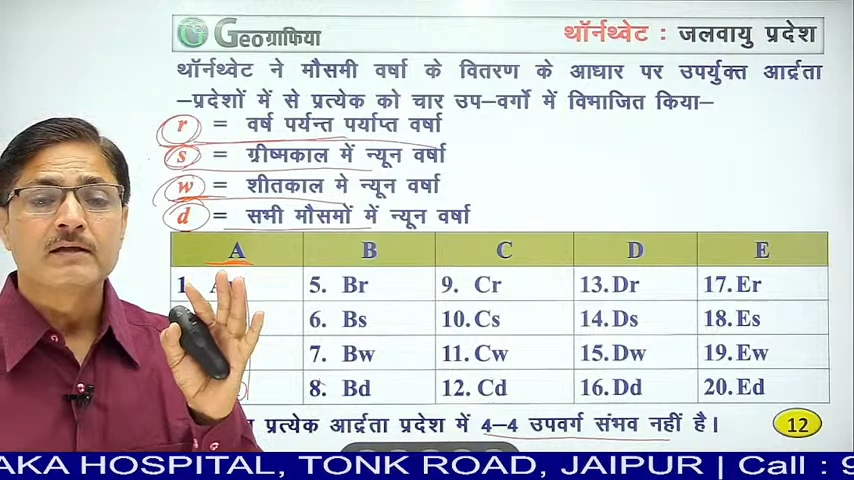 Geoग्राफिया
थॉर्नथ्वेट : जलवायु प्रदेश
थॉर्नथ्वेट ने मौसमी वर्षा के वितरण के आधार पर उपर्युक्त आर्द्रता
–प्रदेशों में से प्रत्येक को चार उप–वर्गो में विभाजित किया–
r = वर्ष पर्यन्त पर्याप्त वर्षा
s = ग्रीष्मकाल में न्यून वर्षा
w = शीतकाल मे न्यून वर्षा
d = सभी मौसमों में न्यून वर्षा
A B C D E
1. 5. Br 9. Cr 13. Dr 17. Er
6. Bs 10. Cs 14. Ds 18. Es
7. Bw 11. Cw 15. Dw 19. Ew
8. Bd 12. Cd 16. Dd 20. Ed
प्रत्येक आर्द्रता प्रदेश में 4–4 उपवर्ग संभव नहीं है।
12
AKA HOSPITAL, TONK ROAD, JAIPUR | Call : 9